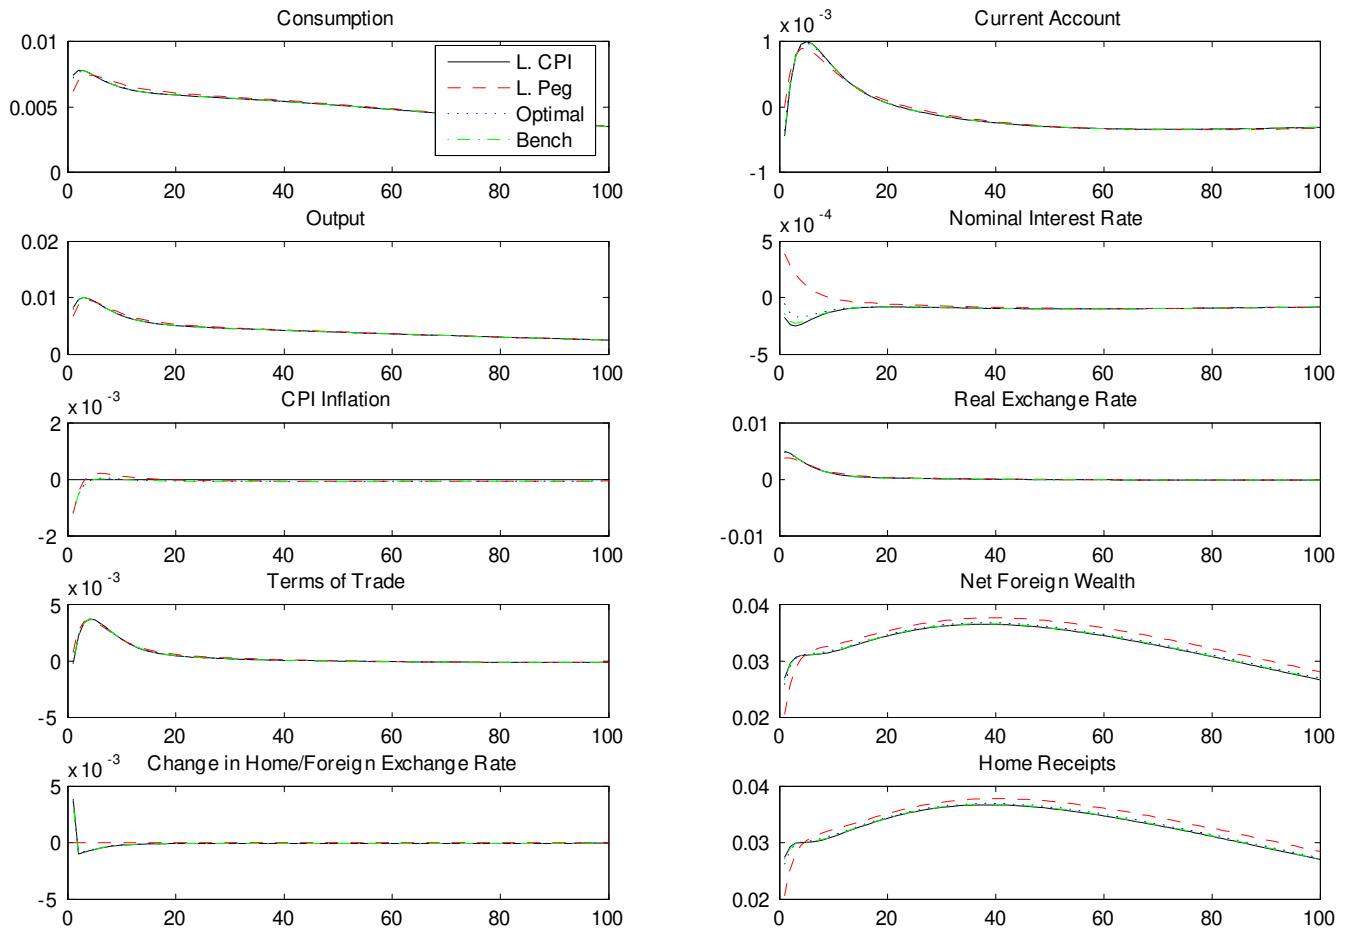 Consumption
0.01
0.005
0
0 20 40 60 80 100
L. CPI
L. Peg
Optimal
Bench
Current Account
x 10 -3
1
0
-1
0 20 40 60 80 100
Output
0.02
0.01
0
0 20 40 60 80 100
Nominal Interest Rate
x 10 -4
5
0
-5
0 20 40 60 80 100
CPI Inflation
x 10 -3
2
0
-2
0 20 40 60 80 100
Real Exchange Rate
0.01
0
-0.01
0 20 40 60 80 100
Terms of Trade
x 10 -3
5
0
-5
0 20 40 60 80 100
Net Foreign Wealth
0.04
0.03
0.02
0 20 40 60 80 100
Change in Home/Foreign Exchange Rate
x 10 -3
5
0
-5
0 20 40 60 80 100
Home Receipts
0.04
0.03
0.02
0 20 40 60 80 100